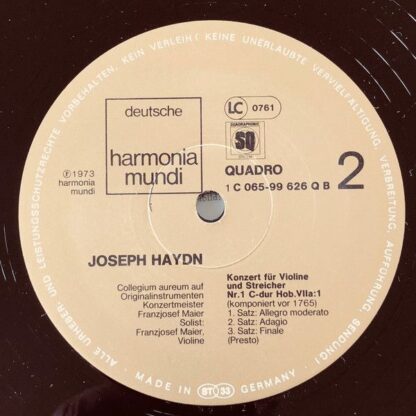 ALLE URHEBER- UND LEISTUNGSSCHUTZRECHTE VORBEHALTEN. KEIN VERLEIH! KEINE UNERLAUBTE VERVIELFÄLTIGUNG, VERBREITUNG, AUFFÜHRUNG, SENDUNG!
deutsche
harmonia
mundi
LC 0761
QUADRAPHONIC
SQ
QUADRO
1 C 065-99 626 Q B
2
℗ 1973
harmonia
mundi
JOSEPH HAYDN
Collegium aureum auf
Originalinstrumenten
Konzertmeister
Franzjosef Maier
Solist:
Franzjosef Maier,
Violine
Konzert für Violine
und Streicher
Nr.1 C-dur Hob.VIIa:1
(komponiert vor 1765)
1. Satz: Allegro moderato
2. Satz: Adagio
3. Satz: Finale
(Presto)
MADE IN GERMANY
ST 33